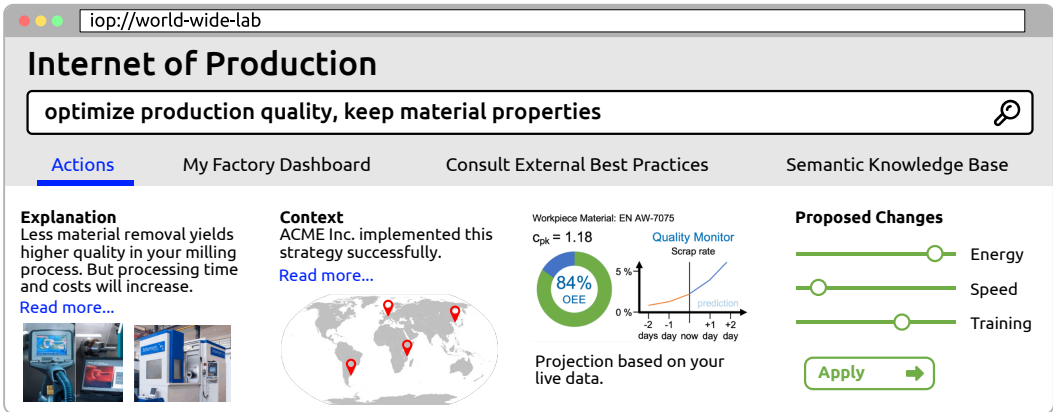 iop://world-wide-lab
Internet of Production
optimize production quality, keep material properties
Actions
My Factory Dashboard
Consult External Best Practices
Semantic Knowledge Base
Explanation
Less material removal yields
higher quality in your milling
process. But processing time
and costs will increase.
Read more...
Context
ACME Inc. implemented this
strategy successfully.
Read more...
Workpiece Material: EN AW-7075
cpk = 1.18
84%
OEE
Quality Monitor
Scrap rate
5 %
0 %
prediction
-2 -1 +1 +2
days day now day day
Projection based on your
live data.
Proposed Changes
Energy
Speed
Training
Apply